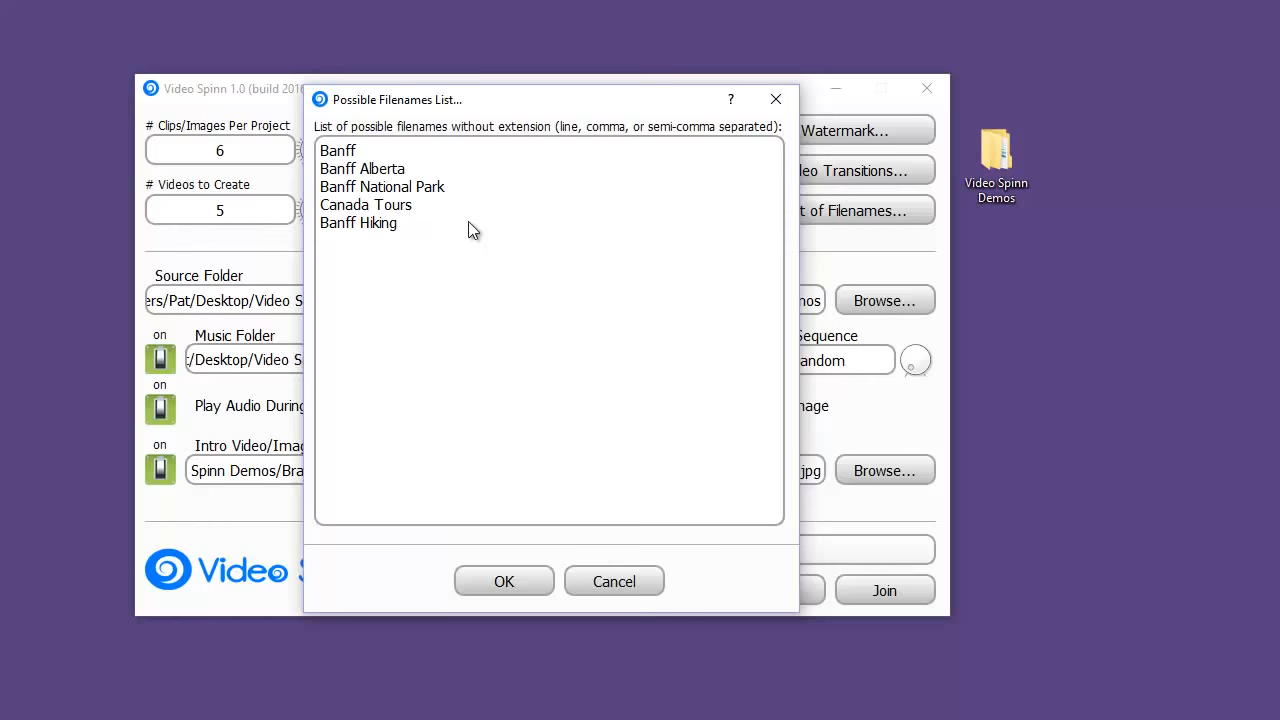 Video Spinn 1.0 (build 201
Possible Filenames List...
?
# Clips/Images Per Project
6
# Videos to Create
5
List of possible filenames without extension (line, comma, or semi-comma separated):
Banff
Banff Alberta
Banff National Park
Canada Tours
Banff Hiking
Watermark...
eo Transitions...
t of Filenames...
Video Spinn
Demos
Source Folder
ers/Pat/Desktop/Video S
nos
Browse...
on
Music Folder
:/Desktop/Video S
Sequence
andom
on
Play Audio During
mage
on
Intro Video/Imag
Spinn Demos/Bra
jpg
Browse...
Video S
OK
Cancel
Join